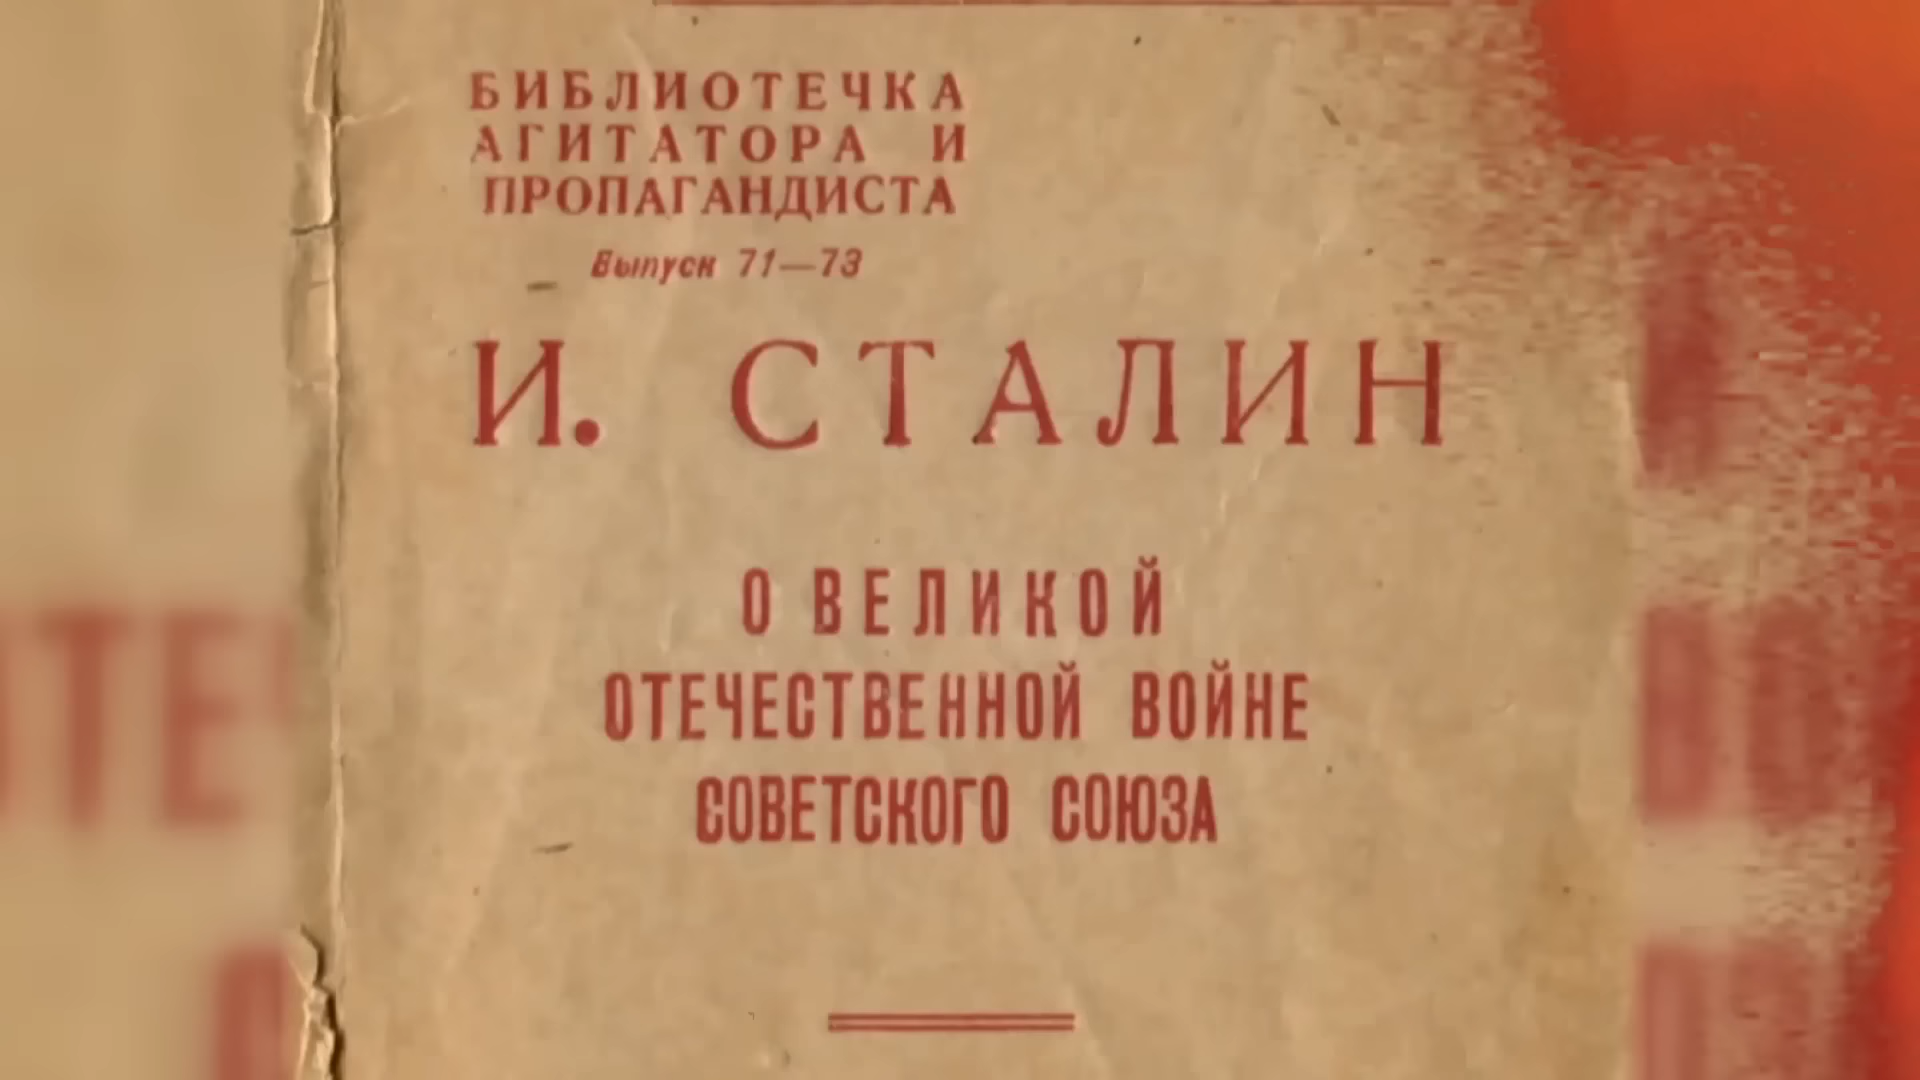 БИБЛИОТЕЧКА
АГИТАТОРА И
ПРОПАГАНДИСТА
Выпуск 71—73
И. СТАЛИН
О ВЕЛИКОЙ
ОТЕЧЕСТВЕННОЙ ВОЙНЕ
СОВЕТСКОГО СОЮЗА